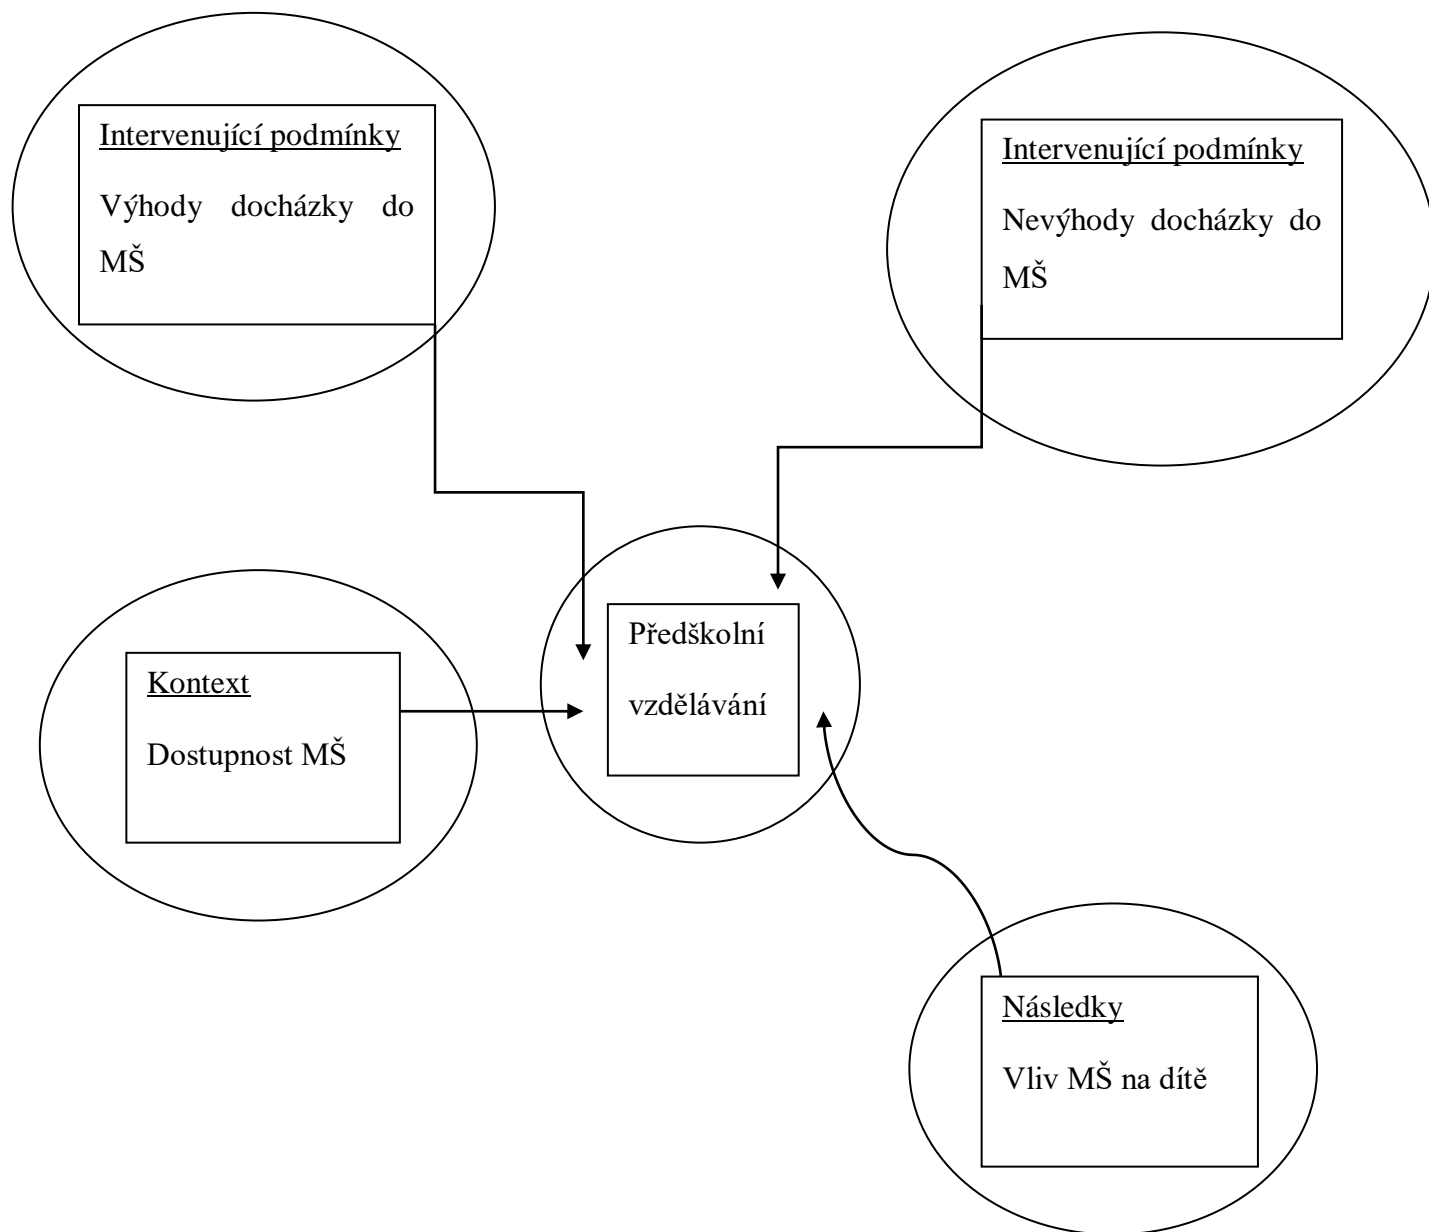 Intervenující podmínky
Výhody docházky do
MŠ
Intervenující podmínky
Nevýhody docházky do
MŠ
Předškolní
vzdělávání
Kontext
Dostupnost MŠ
Následky
Vliv MŠ na dítě